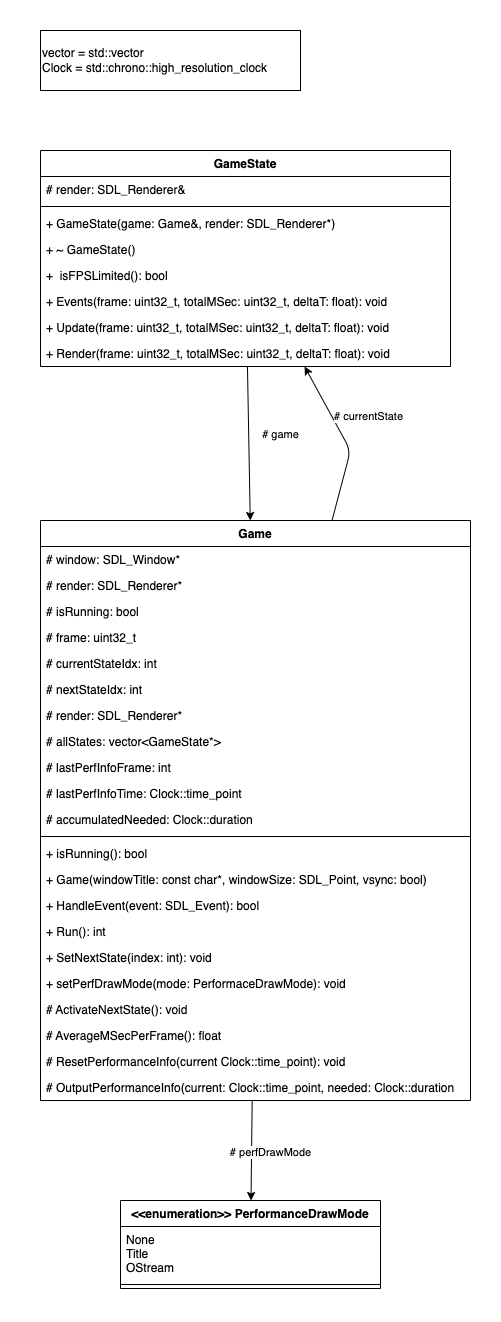 vector = std::vector
Clock = std::chrono::high_resolution_clock
GameState
# render: SDL_Renderer&
+ GameState(game: Game&, render: SDL_Renderer*)
+ ~ GameState()
+ isFPSLimited(): bool
+ Events(frame: uint32_t, totalMSec: uint32_t, deltaT: float): void
+ Update(frame: uint32_t, totalMSec: uint32_t, deltaT: float): void
+ Render(frame: uint32_t, totalMSec: uint32_t, deltaT: float): void
# currentState
# game
Game
# window: SDL_Window*
# render: SDL_Renderer*
# isRunning: bool
# frame: uint32_t
# currentStateIdx: int
# nextStateIdx: int
# render: SDL_Renderer*
# allStates: vector<GameState*>
# lastPerfInfoFrame: int
# lastPerfInfoTime: Clock::time_point
# accumulatedNeeded: Clock::duration
+ isRunning(): bool
+ Game(windowTitle: const char*, windowSize: SDL_Point, vsync: bool)
+ HandleEvent(event: SDL_Event): bool
+ Run(): int
+ SetNextState(index: int): void
+ setPerfDrawMode(mode: PerformaceDrawMode): void
# ActivateNextState(): void
# AverageMSecPerFrame(): float
# ResetPerformanceInfo(current Clock::time_point): void
# OutputPerformanceInfo(current: Clock::time_point, needed: Clock::duration
# perfDrawMode
<<enumeration>> PerformanceDrawMode
None
Title
OStream